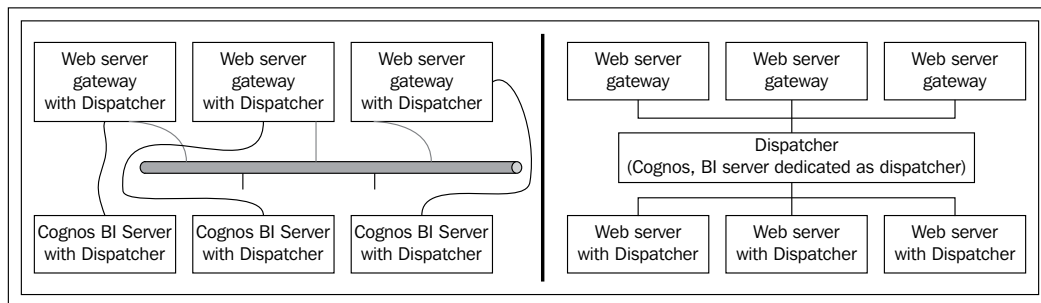 Web server
gateway
with Dispatcher
Web server
gateway
with Dispatcher
Web server
gateway
with Dispatcher
Cognos BI Server
with Dispatcher
Cognos BI Server
with Dispatcher
Cognos BI Server
with Dispatcher
Web server
gateway
Web server
gateway
Web server
gateway
Dispatcher
(Cognos, BI server dedicated as dispatcher)
Web server
with Dispatcher
Web server
with Dispatcher
Web server
with Dispatcher